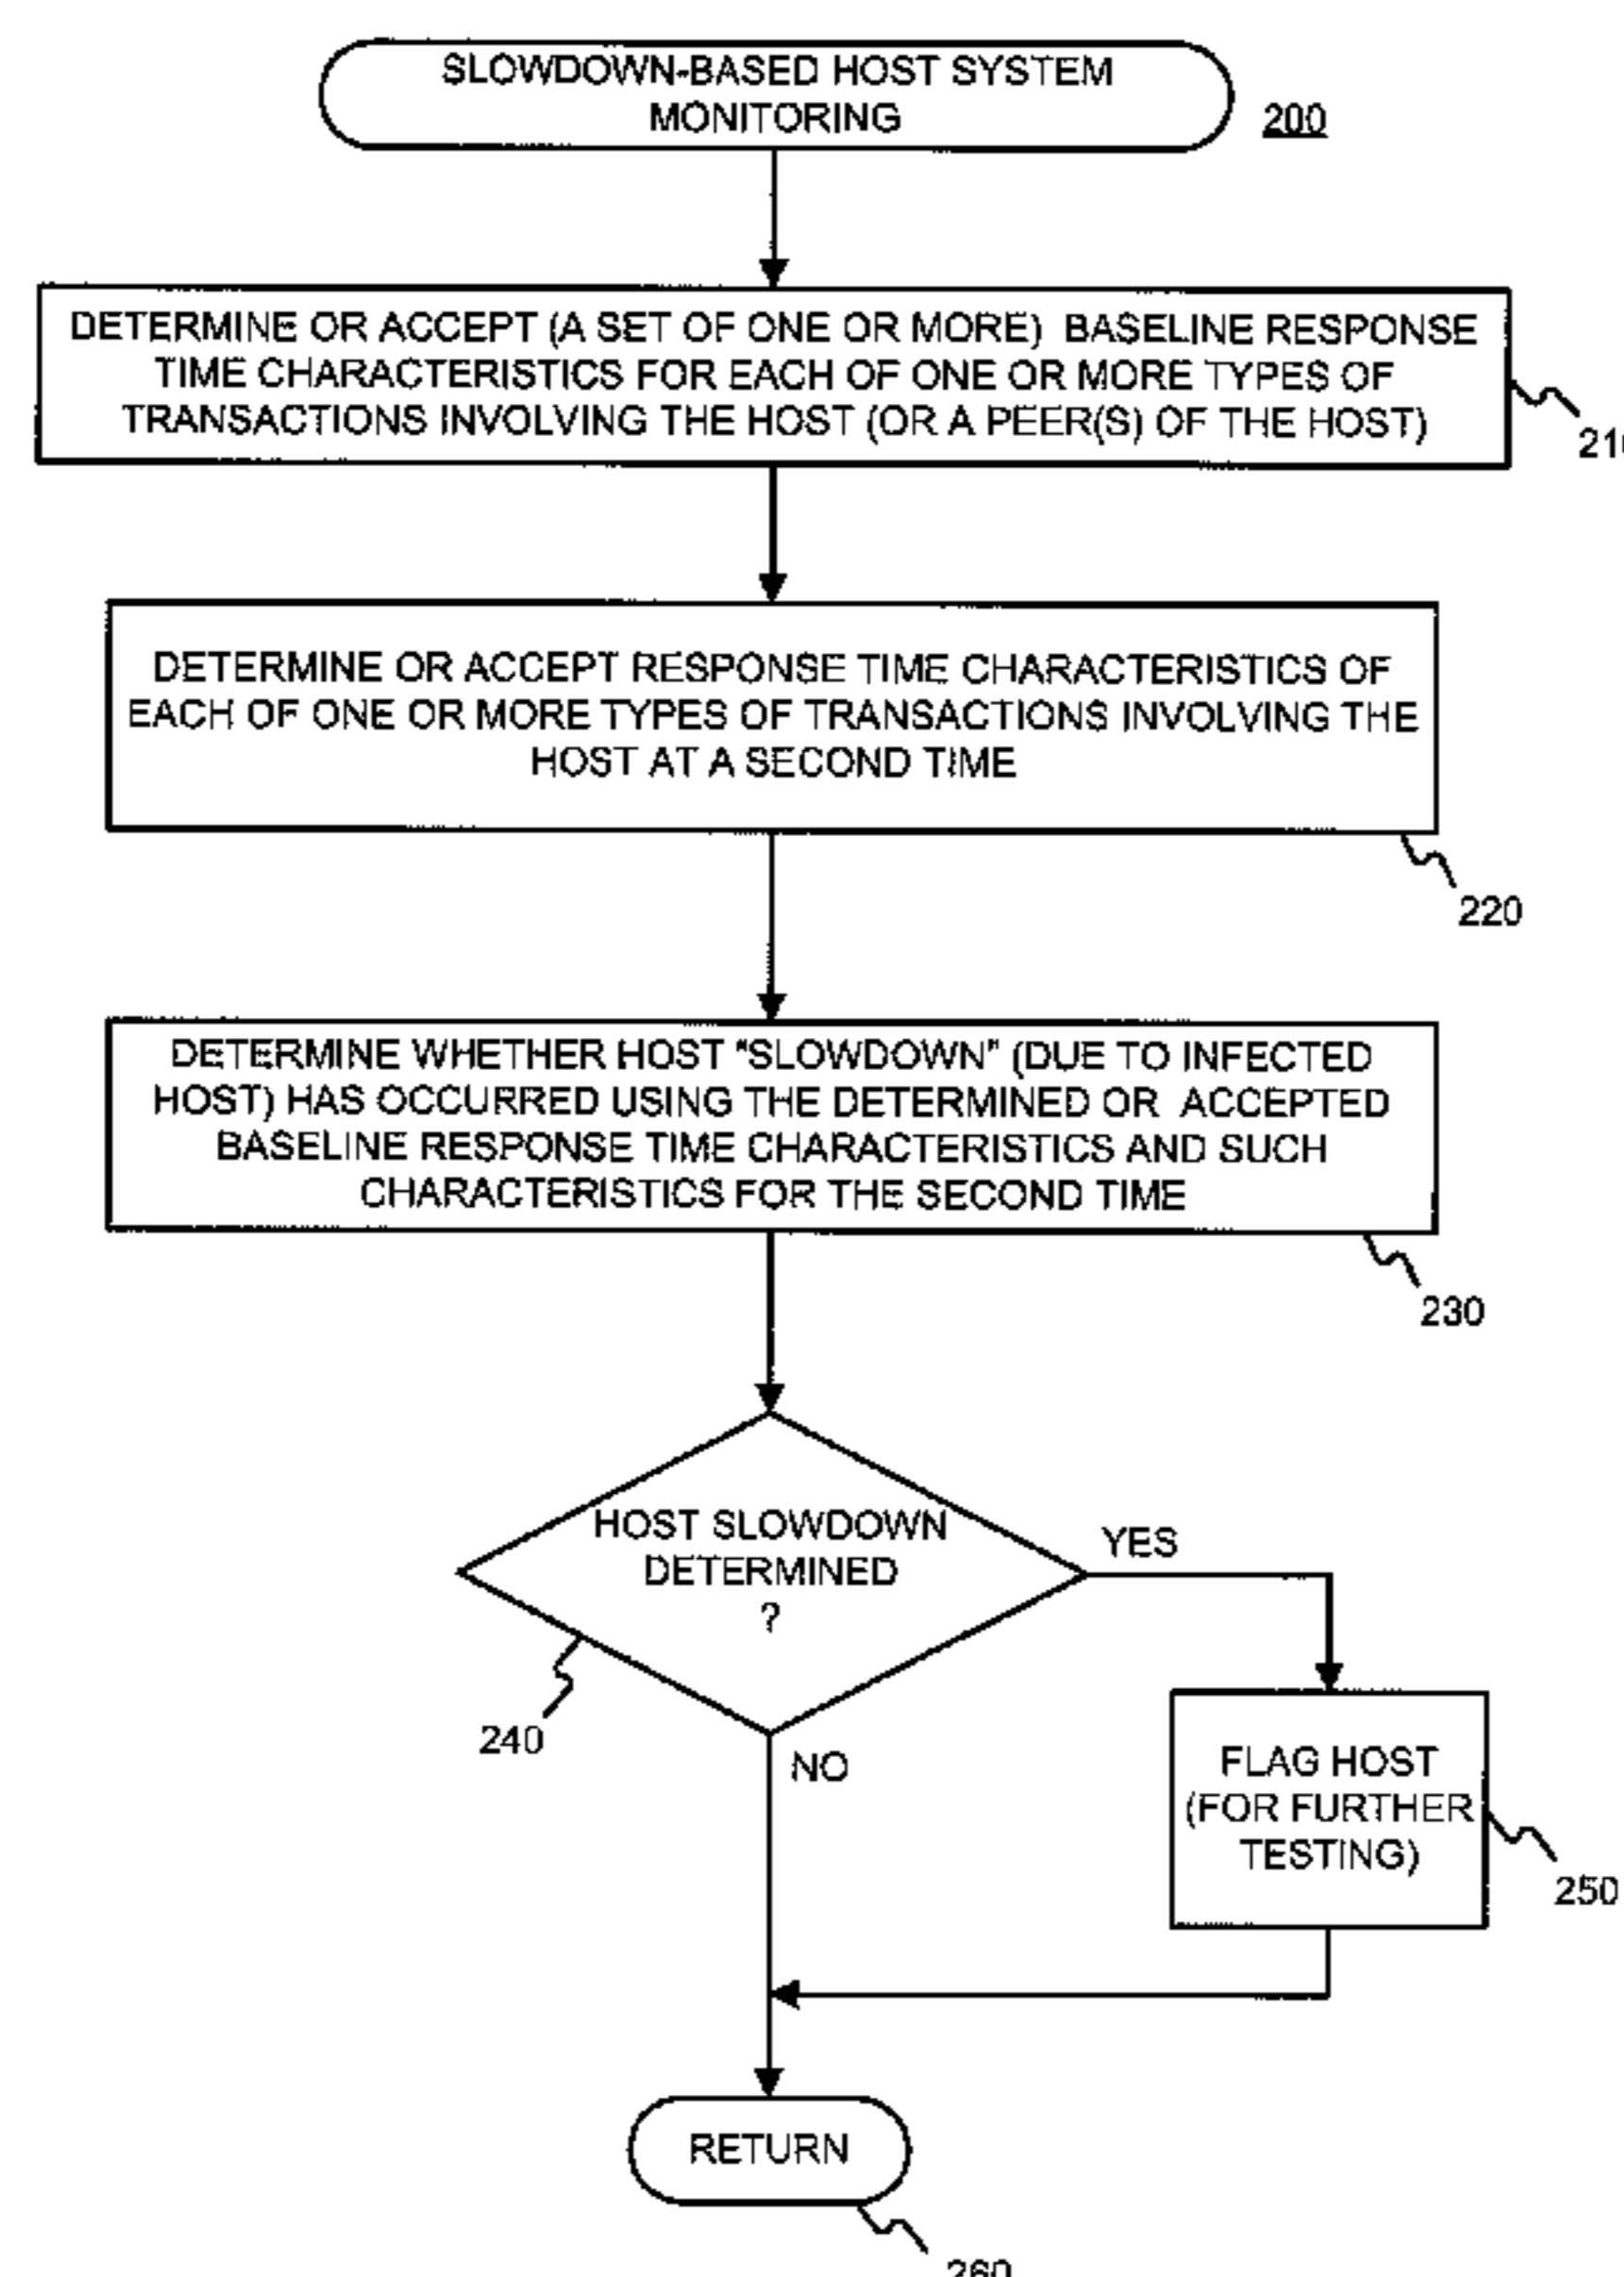 SLOWDOWN-BASED HOST SYSTEM
MONITORING
200
DETERMINE OR ACCEPT (A SET OF ONE OR MORE) BASELINE RESPONSE
TIME CHARACTERISTICS FOR EACH OF ONE OR MORE TYPES OF
TRANSACTIONS INVOLVING THE HOST (OR A PEER(S) OF THE HOST)
210
DETERMINE OR ACCEPT RESPONSE TIME CHARACTERISTICS OF
EACH OF ONE OR MORE TYPES OF TRANSACTIONS INVOLVING THE
HOST AT A SECOND TIME
220
DETERMINE WHETHER HOST "SLOWDOWN" (DUE TO INFECTED
HOST) HAS OCCURRED USING THE DETERMINED OR ACCEPTED
BASELINE RESPONSE TIME CHARACTERISTICS AND SUCH
CHARACTERISTICS FOR THE SECOND TIME
230
HOST SLOWDOWN
DETERMINED
?
YES
240
NO
FLAG HOST
(FOR FURTHER
TESTING)
250
RETURN
260